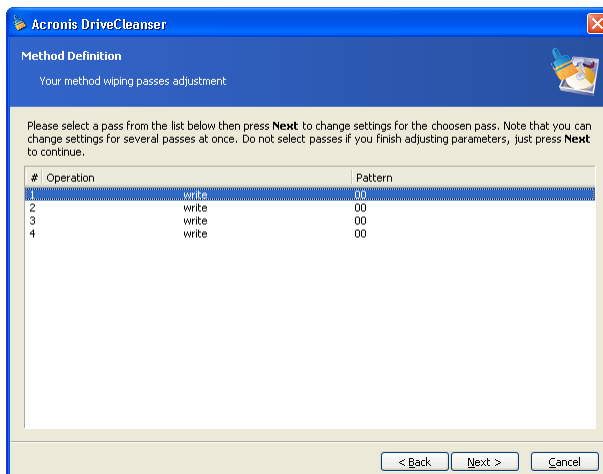 Acronis DriveCleanser
Method Definition
Your method wiping passes adjustment
Please select a pass from the list below then press Next to change settings for the choosen pass. Note that you can
change settings for several passes at once. Do not select passes if you finish adjusting parameters, just press Next
to continue.
# Operation Pattern
1 write 00
2 write 00
3 write 00
4 write 00
< Back Next > Cancel